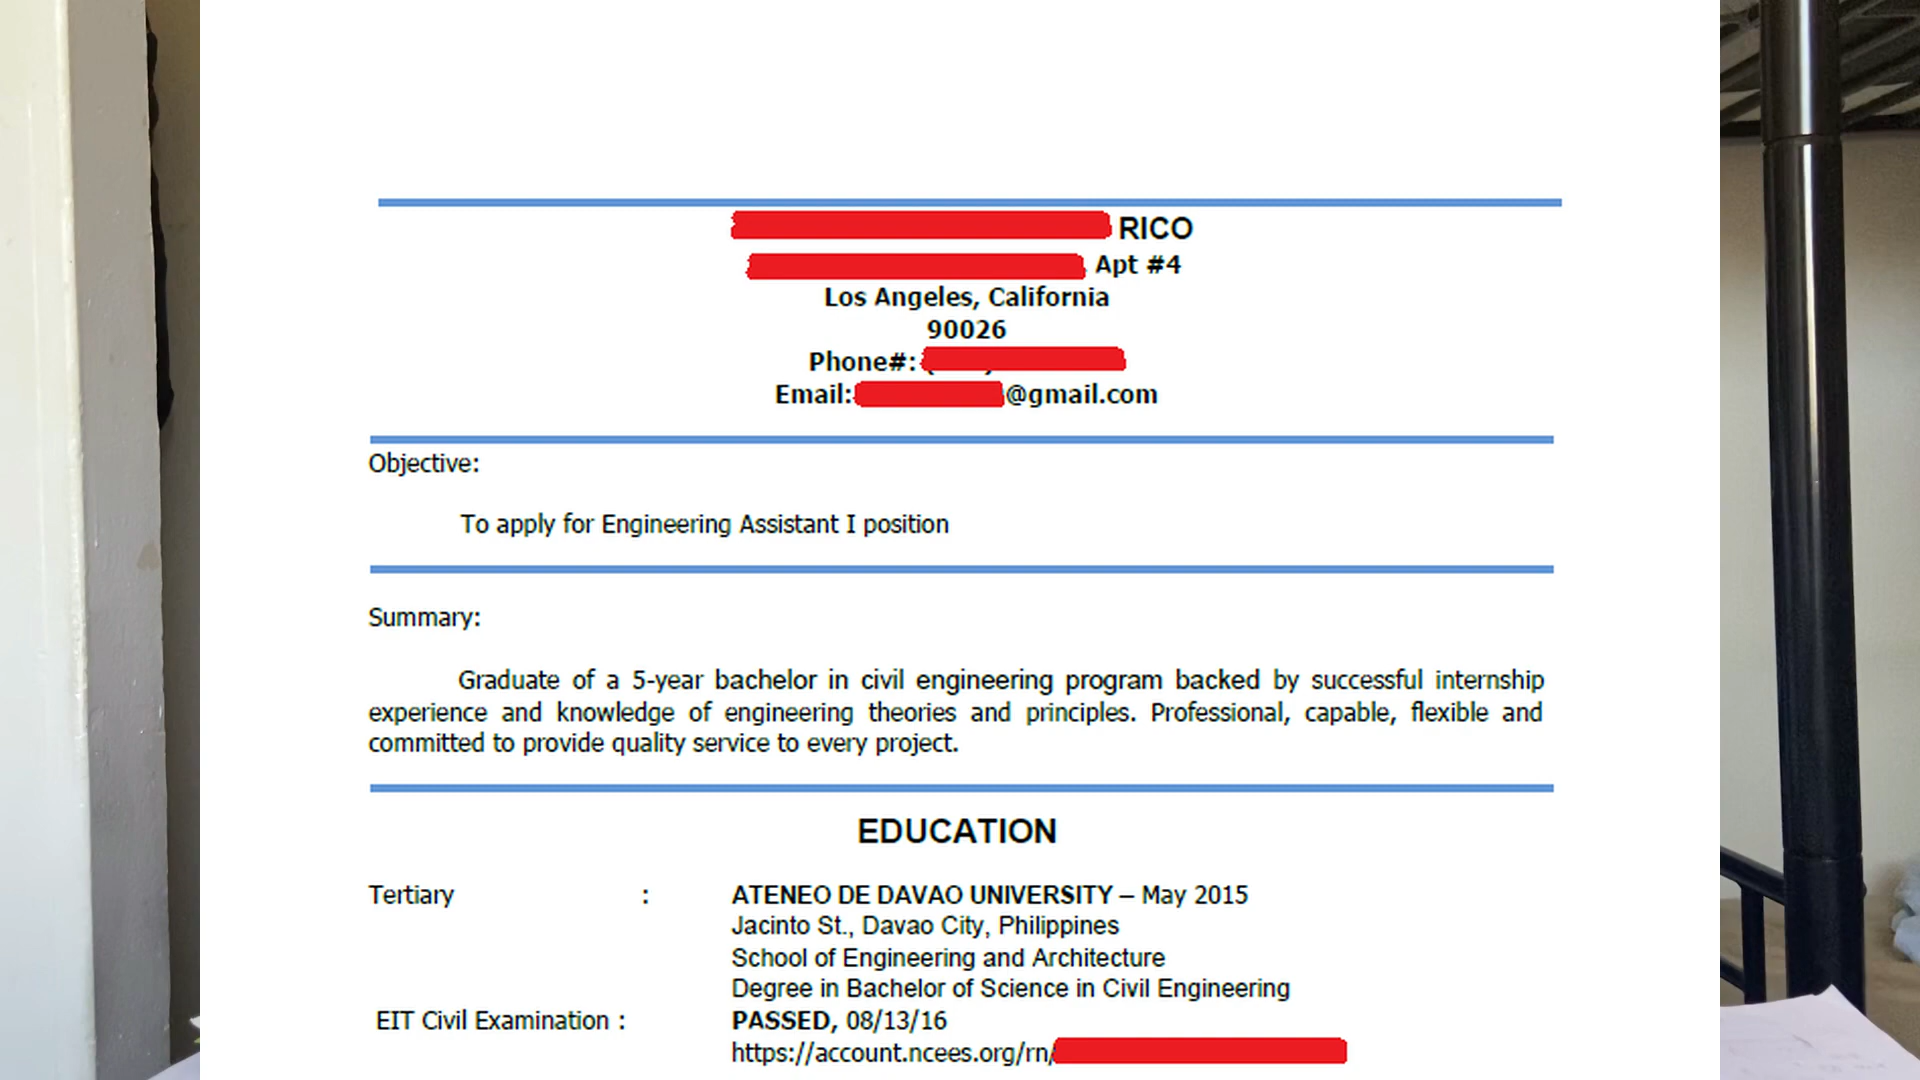 RICO
Apt #4
Los Angeles, California
90026
Phone#:
Email: @gmail.com
Objective:
To apply for Engineering Assistant I position
Summary:
Graduate of a 5-year bachelor in civil engineering program backed by successful internship
experience and knowledge of engineering theories and principles. Professional, capable, flexible and
committed to provide quality service to every project.
EDUCATION
Tertiary : ATENEO DE DAVAO UNIVERSITY – May 2015
Jacinto St., Davao City, Philippines
School of Engineering and Architecture
Degree in Bachelor of Science in Civil Engineering
EIT Civil Examination : PASSED, 08/13/16
https://account.ncees.org/rn/